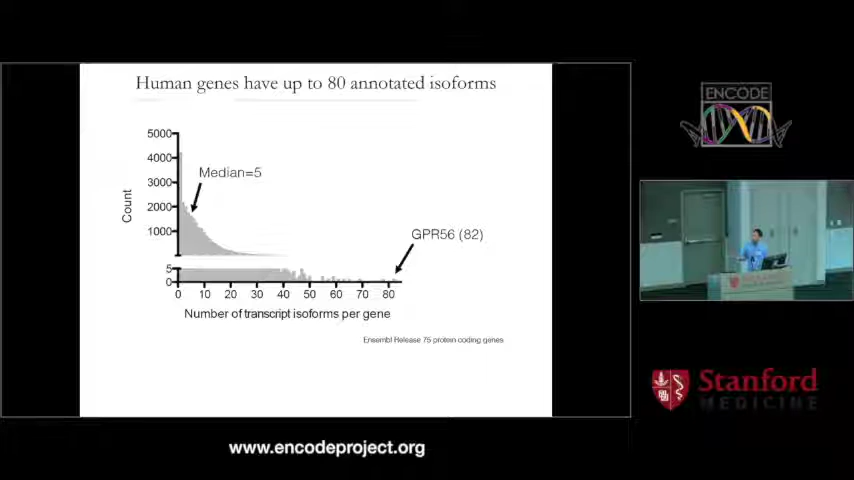 Human genes have up to 80 annotated isoforms
5000
4000
3000
2000
1000
5
0
Count
Median=5
GPR56 (82)
0 10 20 30 40 50 60 70 80
Number of transcript isoforms per gene
Ensembl Release 75 protein coding genes
ENCODE
Stanford
MEDICINE
www.encodeproject.org